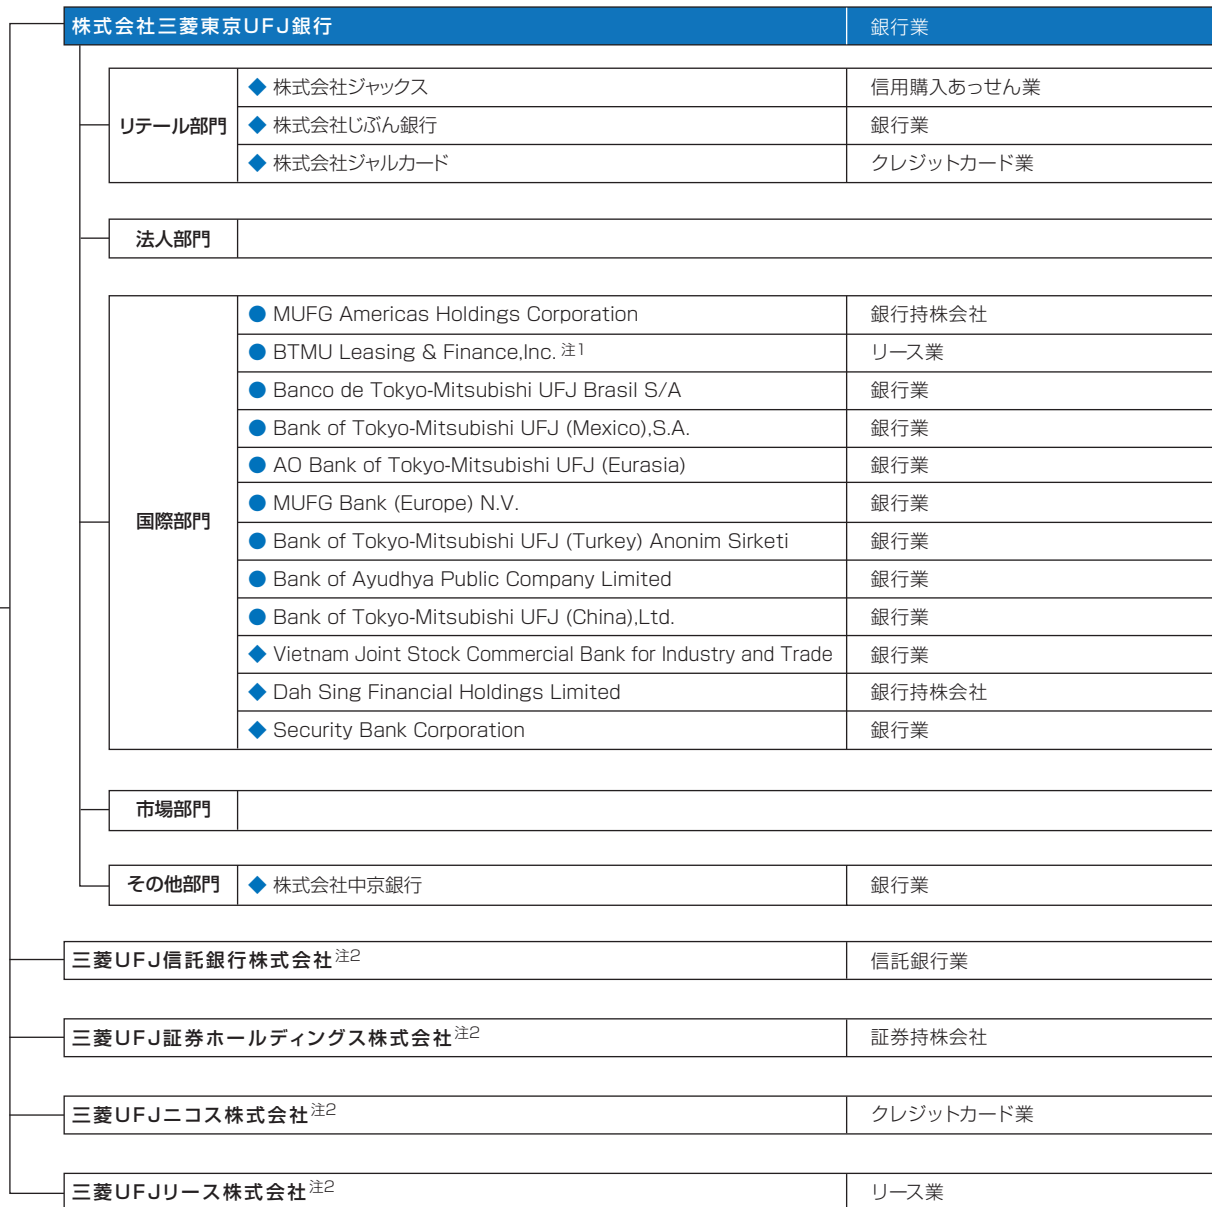 株式会社三菱東京UFJ銀行 銀行業
リテール部門
◆ 株式会社ジャックス 信用購入あっせん業
◆ 株式会社じぶん銀行 銀行業
◆ 株式会社ジャルカード クレジットカード業
法人部門
国際部門
● MUFG Americas Holdings Corporation 銀行持株会社
● BTMU Leasing & Finance,Inc. 注1 リース業
● Banco de Tokyo-Mitsubishi UFJ Brasil S/A 銀行業
● Bank of Tokyo-Mitsubishi UFJ (Mexico),S.A. 銀行業
● AO Bank of Tokyo-Mitsubishi UFJ (Eurasia) 銀行業
● MUFG Bank (Europe) N.V. 銀行業
● Bank of Tokyo-Mitsubishi UFJ (Turkey) Anonim Sirketi 銀行業
● Bank of Ayudhya Public Company Limited 銀行業
● Bank of Tokyo-Mitsubishi UFJ (China),Ltd. 銀行業
◆ Vietnam Joint Stock Commercial Bank for Industry and Trade 銀行業
◆ Dah Sing Financial Holdings Limited 銀行持株会社
◆ Security Bank Corporation 銀行業
市場部門
その他部門 ◆ 株式会社中京銀行 銀行業
三菱UFJ信託銀行株式会社注2 信託銀行業
三菱UFJ証券ホールディングス株式会社注2 証券持株会社
三菱UFJニコス株式会社注2 クレジットカード業
三菱UFJリース株式会社注2 リース業